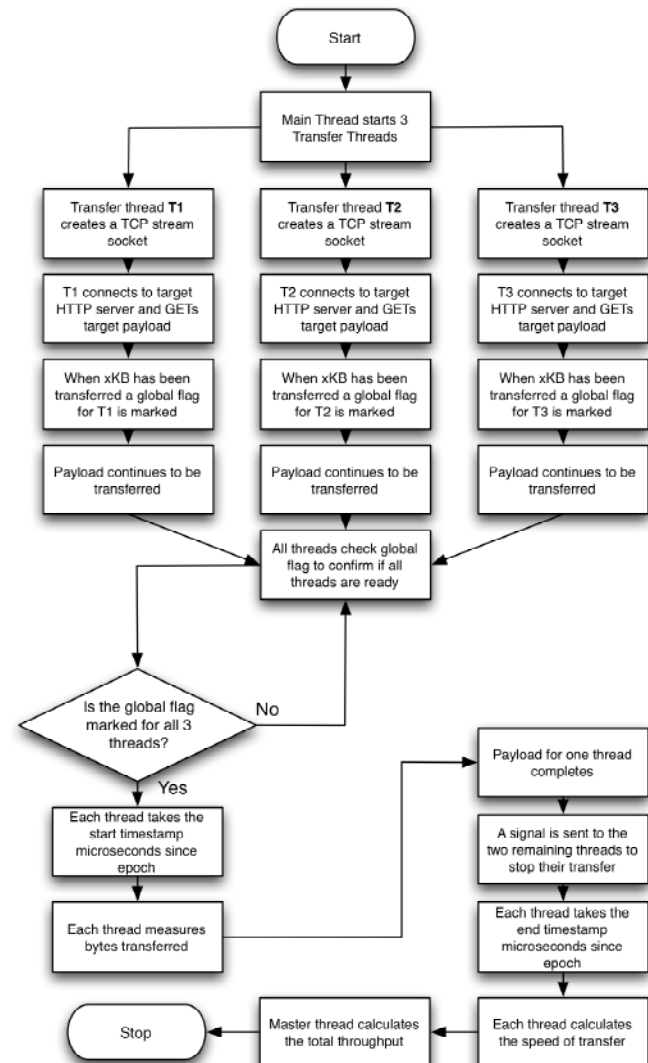 Start
Main Thread starts 3
Transfer Threads
Transfer thread T1
creates a TCP stream
socket
Transfer thread T2
creates a TCP stream
socket
Transfer thread T3
creates a TCP stream
socket
T1 connects to target
HTTP server and GETs
target payload
T2 connects to target
HTTP server and GETs
target payload
T3 connects to target
HTTP server and GETs
target payload
When xKB has been
transferred a global flag
for T1 is marked
When xKB has been
transferred a global flag
for T2 is marked
When xKB has been
transferred a global flag
for T3 is marked
Payload continues to be
transferred
Payload continues to be
transferred
Payload continues to be
transferred
All threads check global
flag to confirm if all
threads are ready
Is the global flag
marked for all 3
threads?
No
Yes
Each thread takes the
start timestamp
microseconds since
epoch
Each thread measures
bytes transferred
Payload for one thread
completes
A signal is sent to the
two remaining threads to
stop their transfer
Each thread takes the
end timestamp
microseconds since
epoch
Each thread calculates
the speed of transfer
Master thread calculates
the total throughput
Stop